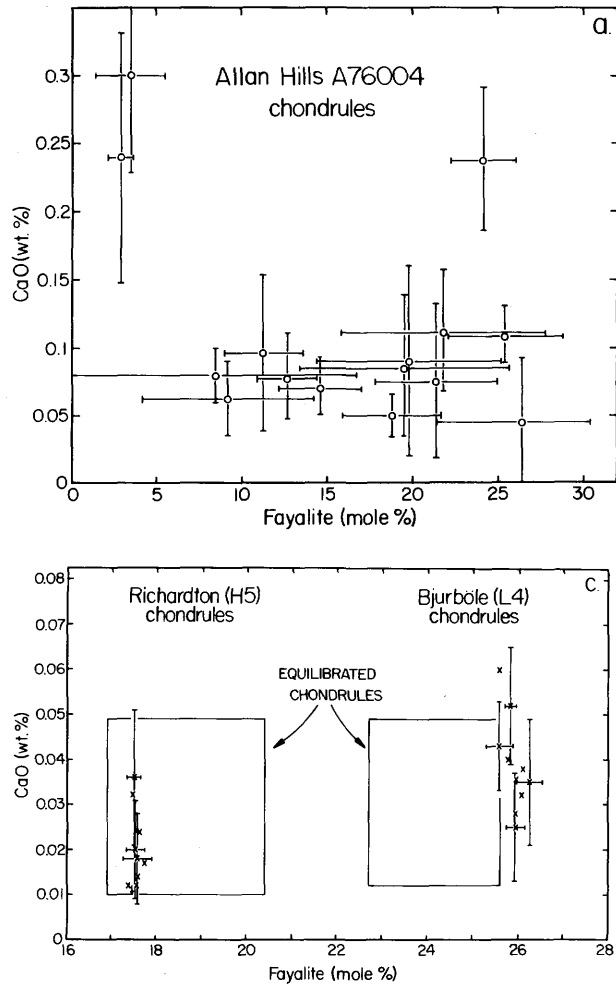 a.
Allan Hills A76004
chondrules
0.3
0.25
0.2
0.15
0.1
0.05
0
CaO (wt. %)
0 5 10 15 20 25 30
Fayalite (mole %)
c.
Richardton (H5)
chondrules
Bjurböle (L4)
chondrules
EQUILIBRATED
CHONDRULES
0.08
0.07
0.06
0.05
0.04
0.03
0.02
0.01
0
CaO (wt. %)
16 18 20 22 24 26 28
Fayalite (mole %)